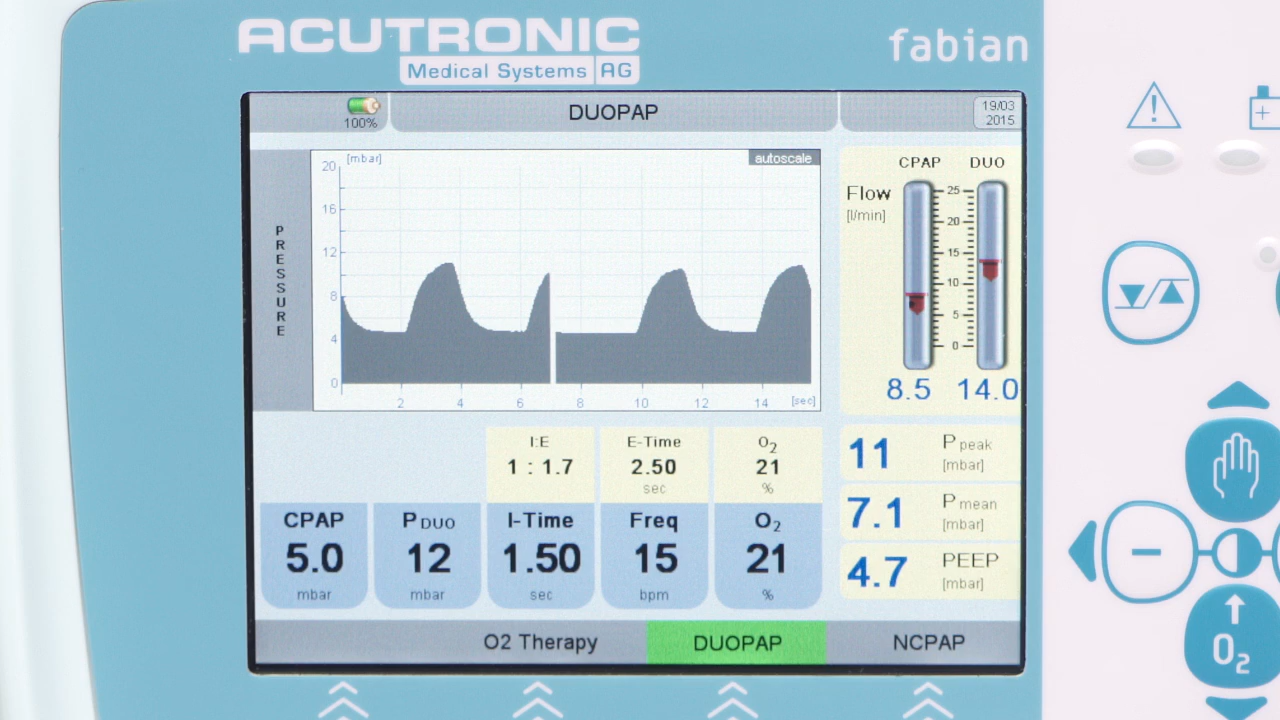 ACUTRONIC
Medical Systems AG
fabian
100%
DUOPAP
19/03
2015
PRESSURE
[mbar]
autoscale
20
16
12
8
4
0
2 4 6 8 10 12 14 [sec]
CPAP DUO
Flow
[l/min]
25
20
15
10
5
0
8.5 14.0
I:E
1 : 1.7
E-Time
2.50
sec
O2
21
%
CPAP
5.0
mbar
P DUO
12
mbar
I-Time
1.50
sec
Freq
15
bpm
O2
21
%
11 P peak
[mbar]
7.1 P mean
[mbar]
4.7 PEEP
[mbar]
O2 Therapy DUOPAP NCPAP
O2